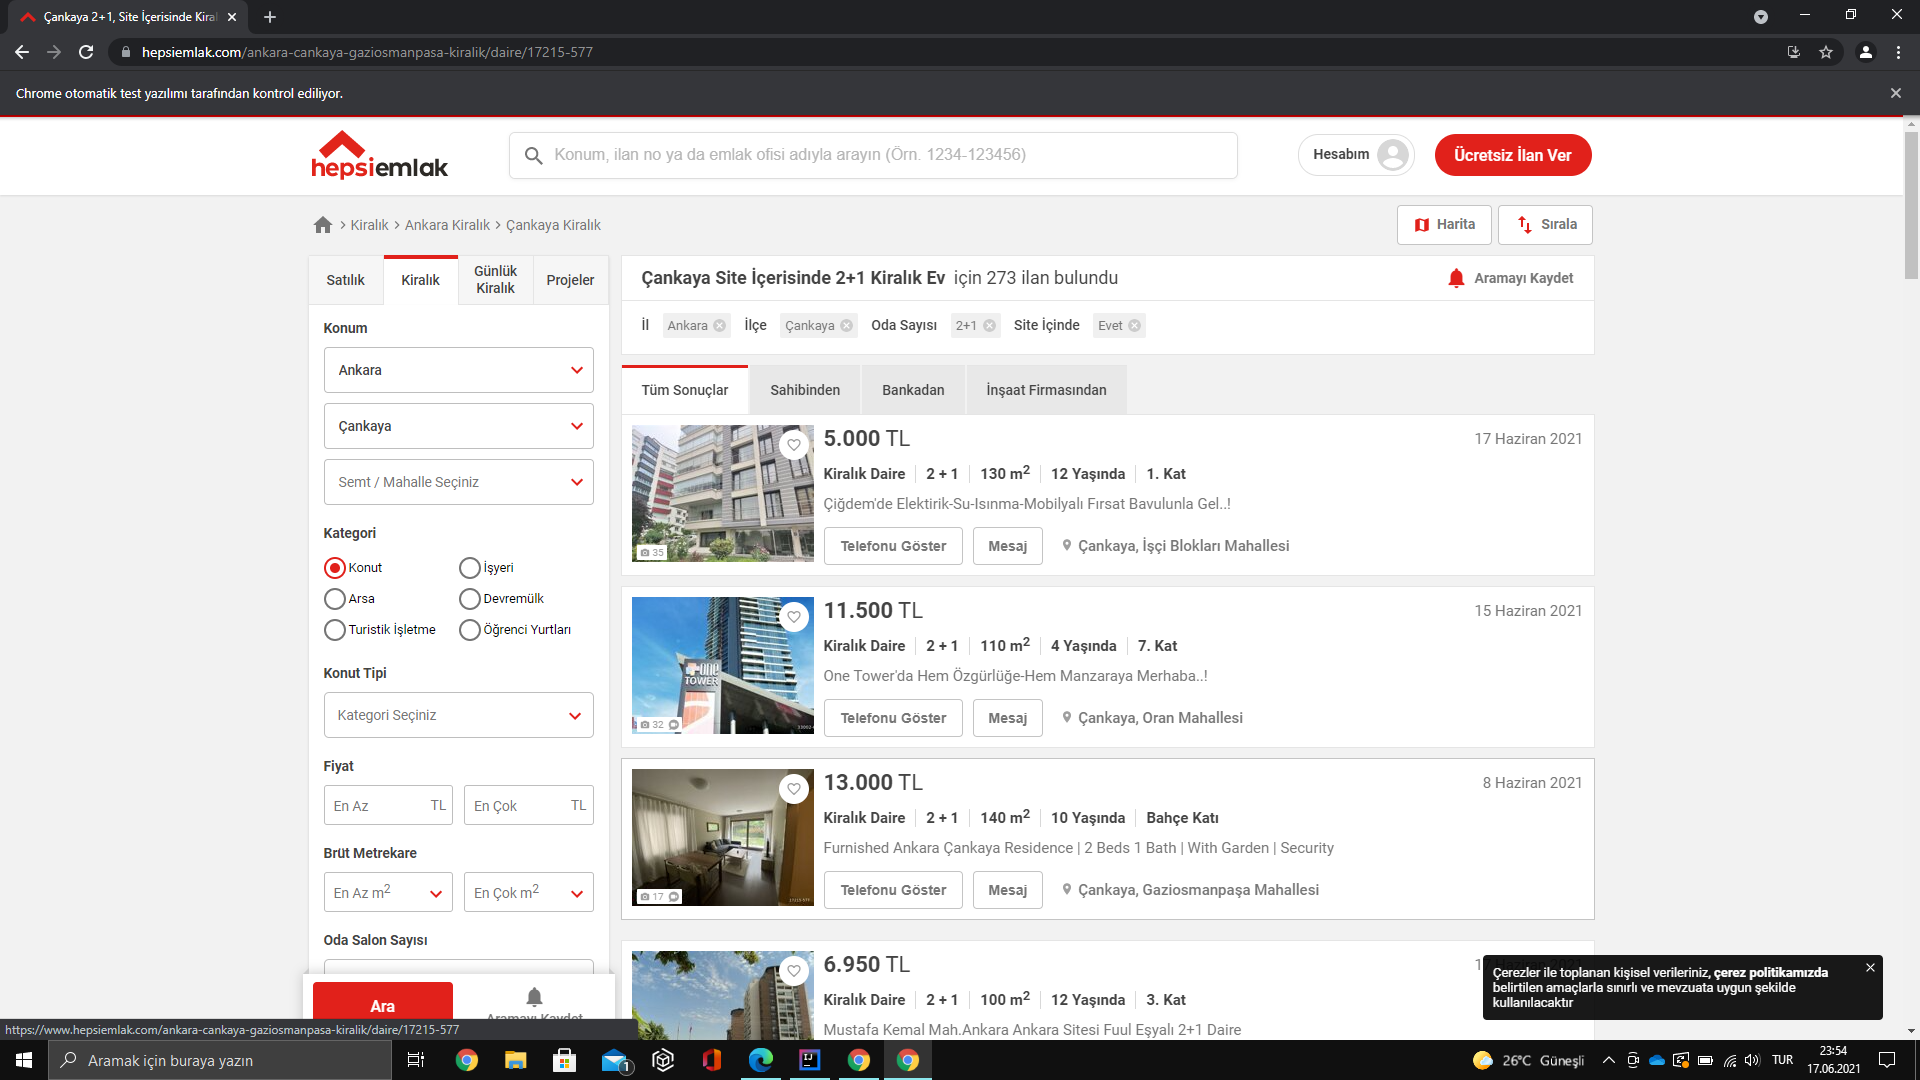 Çankaya 2+1, Site İçerisinde Kiral
hepsiemlak.com/ankara-cankaya-gaziosmanpasa-kiralik/daire/17215-577
Chrome otomatik test yazılımı tarafından kontrol ediliyor.
hepsiemlak
Konum, ilan no ya da emlak ofisi adıyla arayın (Örn. 1234-123456)
Hesabım
Ücretsiz İlan Ver
> Kiralık > Ankara Kiralık > Çankaya Kiralık
Harita
Sırala
Satılık
Kiralık
Günlük
Kiralık
Projeler
Konum
Ankara
Çankaya
Semt / Mahalle Seçiniz
Kategori
Konut
İşyeri
Arsa
Devremülk
Turistik İşletme
Öğrenci Yurtları
Konut Tipi
Kategori Seçiniz
Fiyat
En Az TL
En Çok TL
Brüt Metrekare
En Az m²
En Çok m²
Oda Salon Sayısı
Ara
Aramayı Kaydet
Çankaya Site İçerisinde 2+1 Kiralık Ev için 273 ilan bulundu
Aramayı Kaydet
İl Ankara İlçe Çankaya Oda Sayısı 2+1 Site İçinde Evet
Tüm Sonuçlar
Sahibinden
Bankadan
İnşaat Firmasından
35
5.000 TL
17 Haziran 2021
Kiralık Daire 2 + 1 130 m² 12 Yaşında 1. Kat
Çiğdem'de Elektirik-Su-Isınma-Mobilyalı Fırsat Bavulunla Gel..!
Telefonu Göster
Mesaj
Çankaya, İşçi Blokları Mahallesi
one
TOWER
32
11.500 TL
15 Haziran 2021
Kiralık Daire 2 + 1 110 m² 4 Yaşında 7. Kat
One Tower'da Hem Özgürlüğe-Hem Manzaraya Merhaba..!
Telefonu Göster
Mesaj
Çankaya, Oran Mahallesi
17
17215-577
13.000 TL
8 Haziran 2021
Kiralık Daire 2 + 1 140 m² 10 Yaşında Bahçe Katı
Furnished Ankara Çankaya Residence | 2 Beds 1 Bath | With Garden | Security
Telefonu Göster
Mesaj
Çankaya, Gaziosmanpaşa Mahallesi
6.950 TL
17 Haziran 2021
Kiralık Daire 2 + 1 100 m² 12 Yaşında 3. Kat
Mustafa Kemal Mah.Ankara Ankara Sitesi Fuul Eşyalı 2+1 Daire
Çerezler ile toplanan kişisel verileriniz, çerez politikamızda
belirtilen amaçlarla sınırlı ve mevzuata uygun şekilde
kullanılacaktır
https://www.hepsiemlak.com/ankara-cankaya-gaziosmanpasa-kiralik/daire/17215-577
Aramak için buraya yazın
1
26°C Güneşli
TUR
23:54
17.06.2021